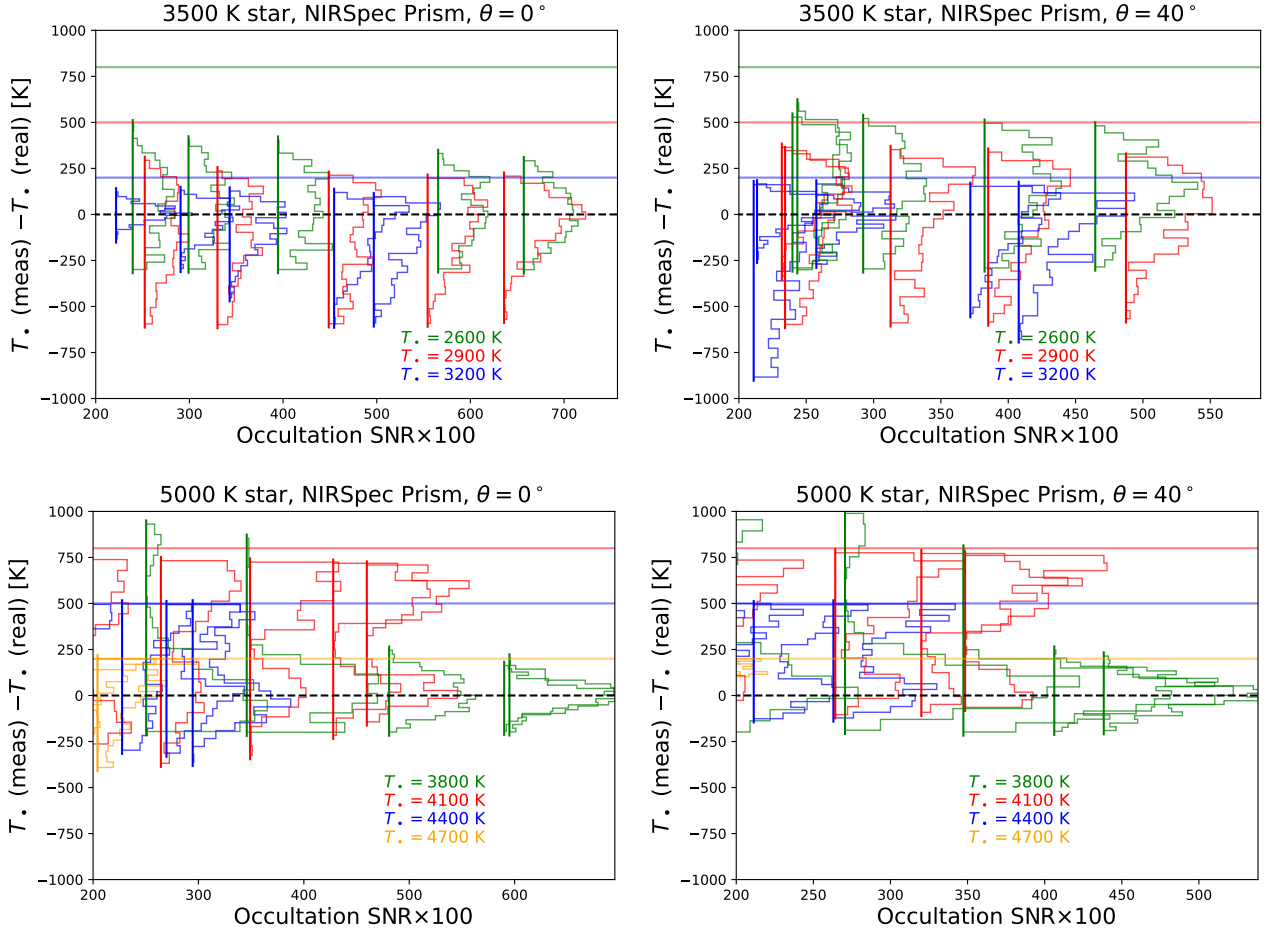 3500 K star, NIRSpec Prism, θ = 0°
T• (meas) −T• (real) [K]
1000
750
500
250
0
−250
−500
−750
−1000
T• = 2600 K
T• = 2900 K
T• = 3200 K
200 300 400 500 600 700
Occultation SNR×100
3500 K star, NIRSpec Prism, θ = 40°
T• (meas) −T• (real) [K]
1000
750
500
250
0
−250
−500
−750
−1000
T• = 2600 K
T• = 2900 K
T• = 3200 K
200 250 300 350 400 450 500 550
Occultation SNR×100
5000 K star, NIRSpec Prism, θ = 0°
T• (meas) −T• (real) [K]
1000
750
500
250
0
−250
−500
−750
−1000
T• = 3800 K
T• = 4100 K
T• = 4400 K
T• = 4700 K
200 300 400 500 600
Occultation SNR×100
5000 K star, NIRSpec Prism, θ = 40°
T• (meas) −T• (real) [K]
1000
750
500
250
0
−250
−500
−750
−1000
T• = 3800 K
T• = 4100 K
T• = 4400 K
T• = 4700 K
200 250 300 350 400 450 500
Occultation SNR×100